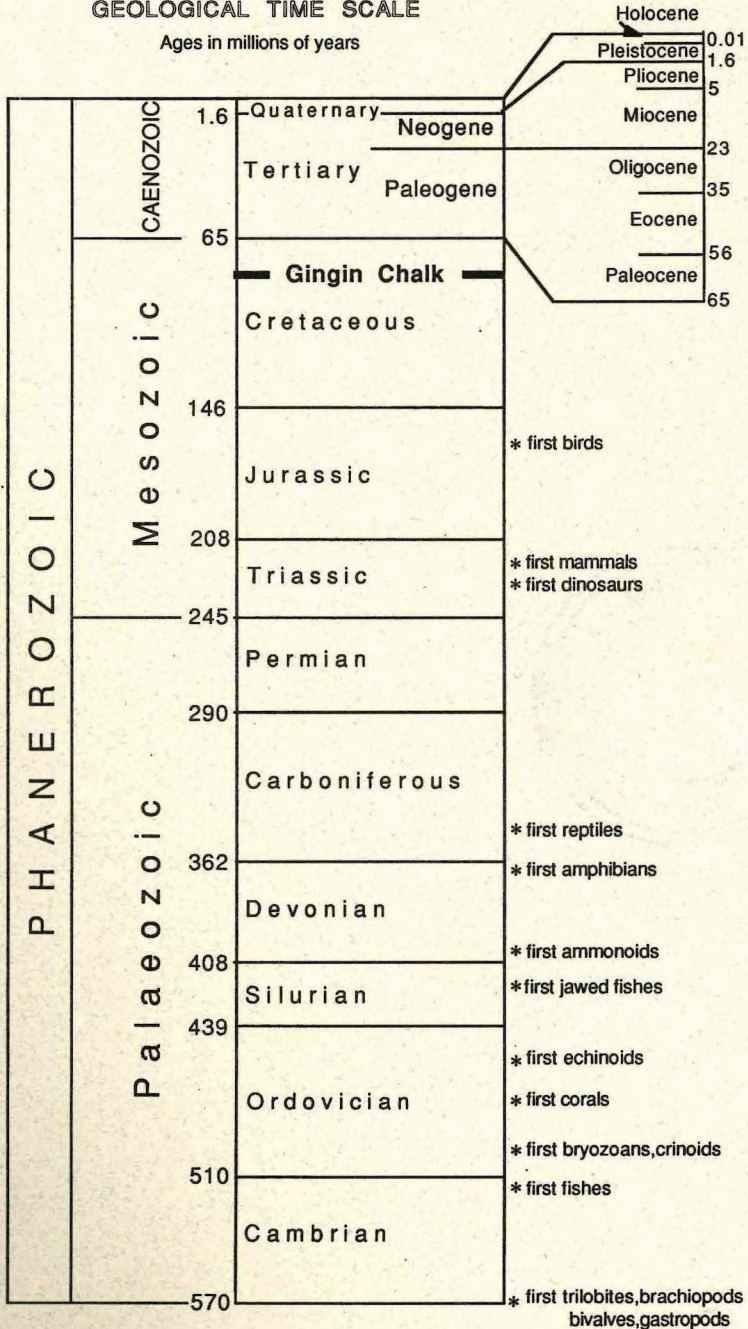 GEOLOGICAL TIME SCALE
Ages in millions of years
Holocene
0.01
Pleistocene
1.6
Pliocene
5
Miocene
23
Oligocene
35
Eocene
56
Paleocene
65
PHANEROZOIC
CAENOZOIC
1.6
Quaternary
Neogene
Tertiary
Paleogene
65
Mesozoic
Gingin Chalk
Cretaceous
146
* first birds
Jurassic
208
* first mammals
Triassic
* first dinosaurs
245
Palaeozoic
Permian
290
Carboniferous
* first reptiles
362
* first amphibians
Devonian
* first ammonoids
408
* first jawed fishes
Silurian
439
* first echinoids
Ordovician
* first corals
* first bryozoans,crinoids
510
* first fishes
Cambrian
570
* first trilobites,brachiopods
bivalves,gastropods